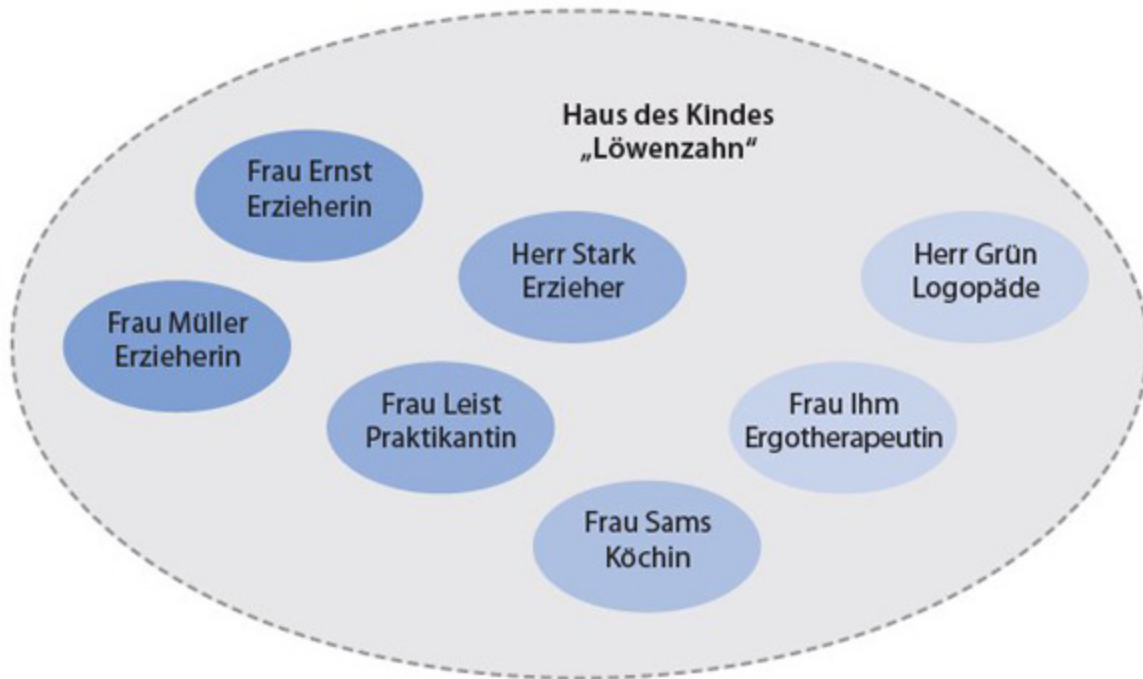 Haus des Kindes
„Löwenzahn“
Frau Ernst
Erzieherin
Herr Stark
Erzieher
Herr Grün
Logopäde
Frau Müller
Erzieherin
Frau Leist
Praktikantin
Frau Ihm
Ergotherapeutin
Frau Sams
Köchin